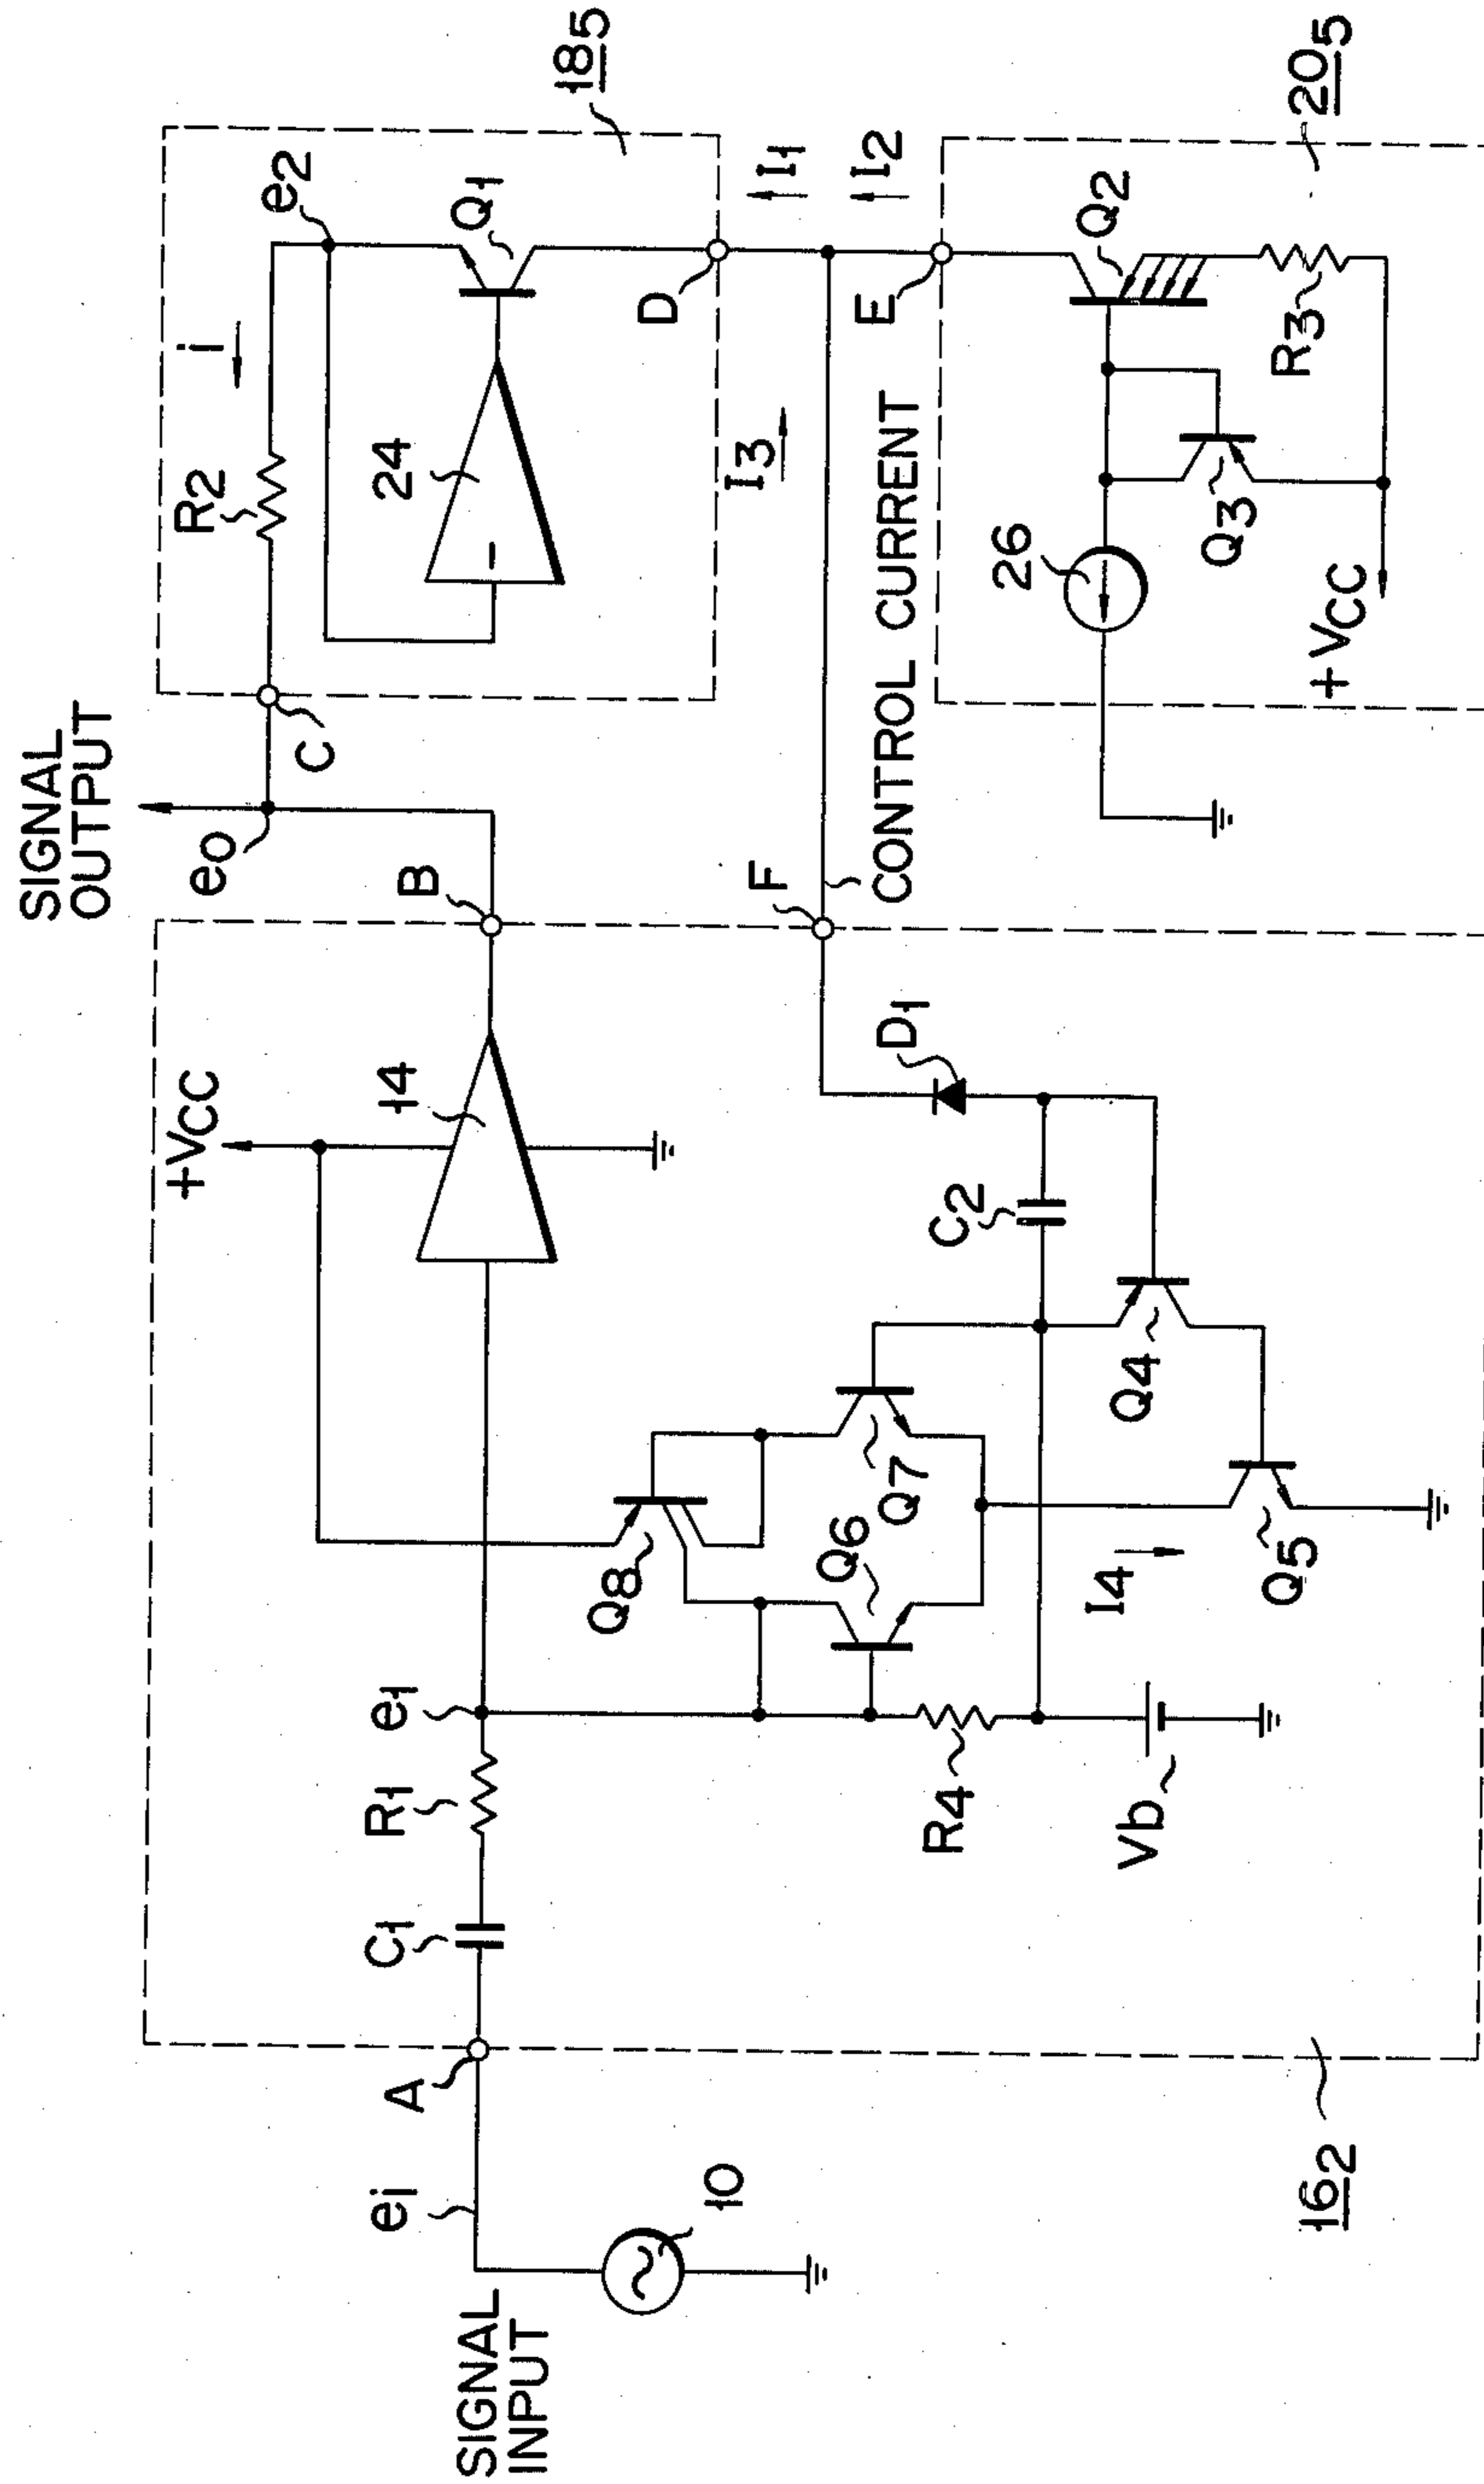 SIGNAL
OUTPUT
SIGNAL
INPUT
ei
10
A
C1
R1
e1
+VCC
14
B
eO
C
R2
i
e2
24
Q1
185
D
I1
I2
I3
F
CONTROL CURRENT
E
Q2
26
Q3
R3
+VCC
205
D1
C2
Q8
Q7
Q6
Q4
Q5
I4
R4
Vb
162